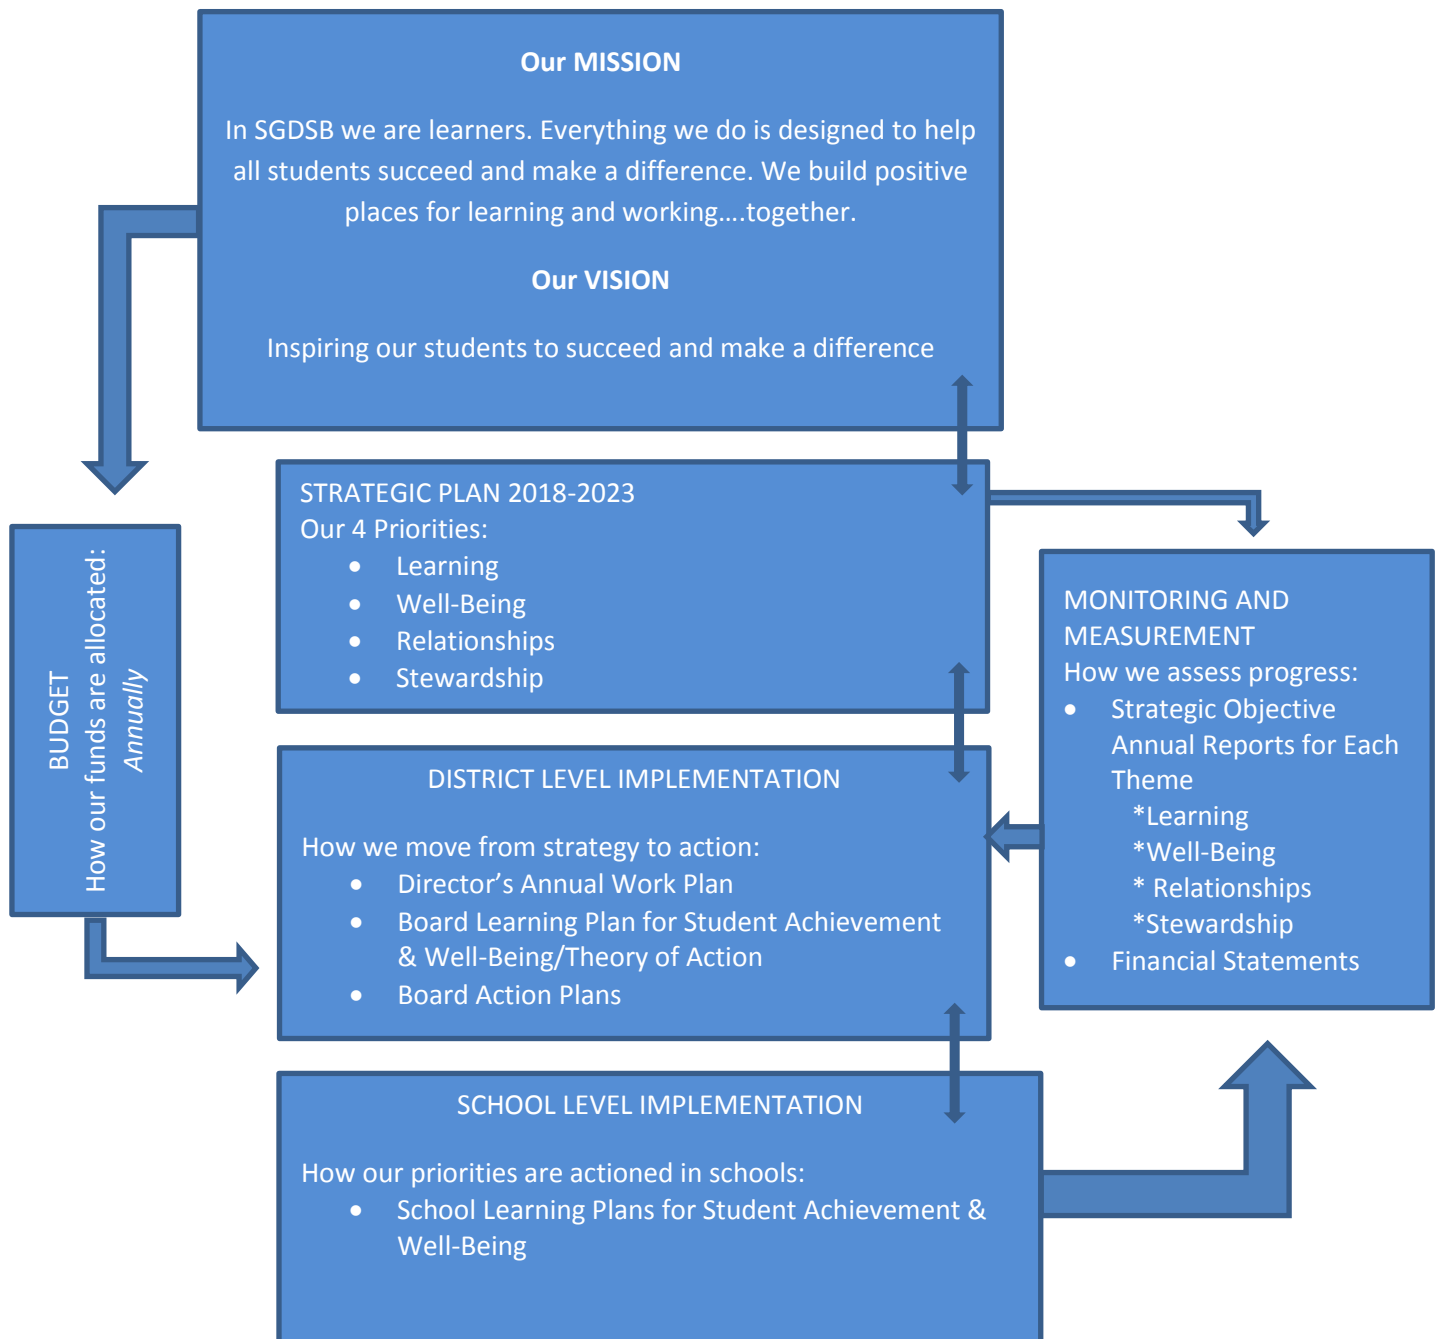 Our MISSION
In SGDSB we are learners. Everything we do is designed to help
all students succeed and make a difference. We build positive
places for learning and working….together.
Our VISION
Inspiring our students to succeed and make a difference
STRATEGIC PLAN 2018-2023
Our 4 Priorities:
• Learning
• Well-Being
• Relationships
• Stewardship
BUDGET
How our funds are allocated:
Annually
MONITORING AND
MEASUREMENT
How we assess progress:
• Strategic Objective
Annual Reports for Each
Theme
*Learning
*Well-Being
* Relationships
*Stewardship
• Financial Statements
DISTRICT LEVEL IMPLEMENTATION
How we move from strategy to action:
• Director’s Annual Work Plan
• Board Learning Plan for Student Achievement
& Well-Being/Theory of Action
• Board Action Plans
SCHOOL LEVEL IMPLEMENTATION
How our priorities are actioned in schools:
• School Learning Plans for Student Achievement &
Well-Being